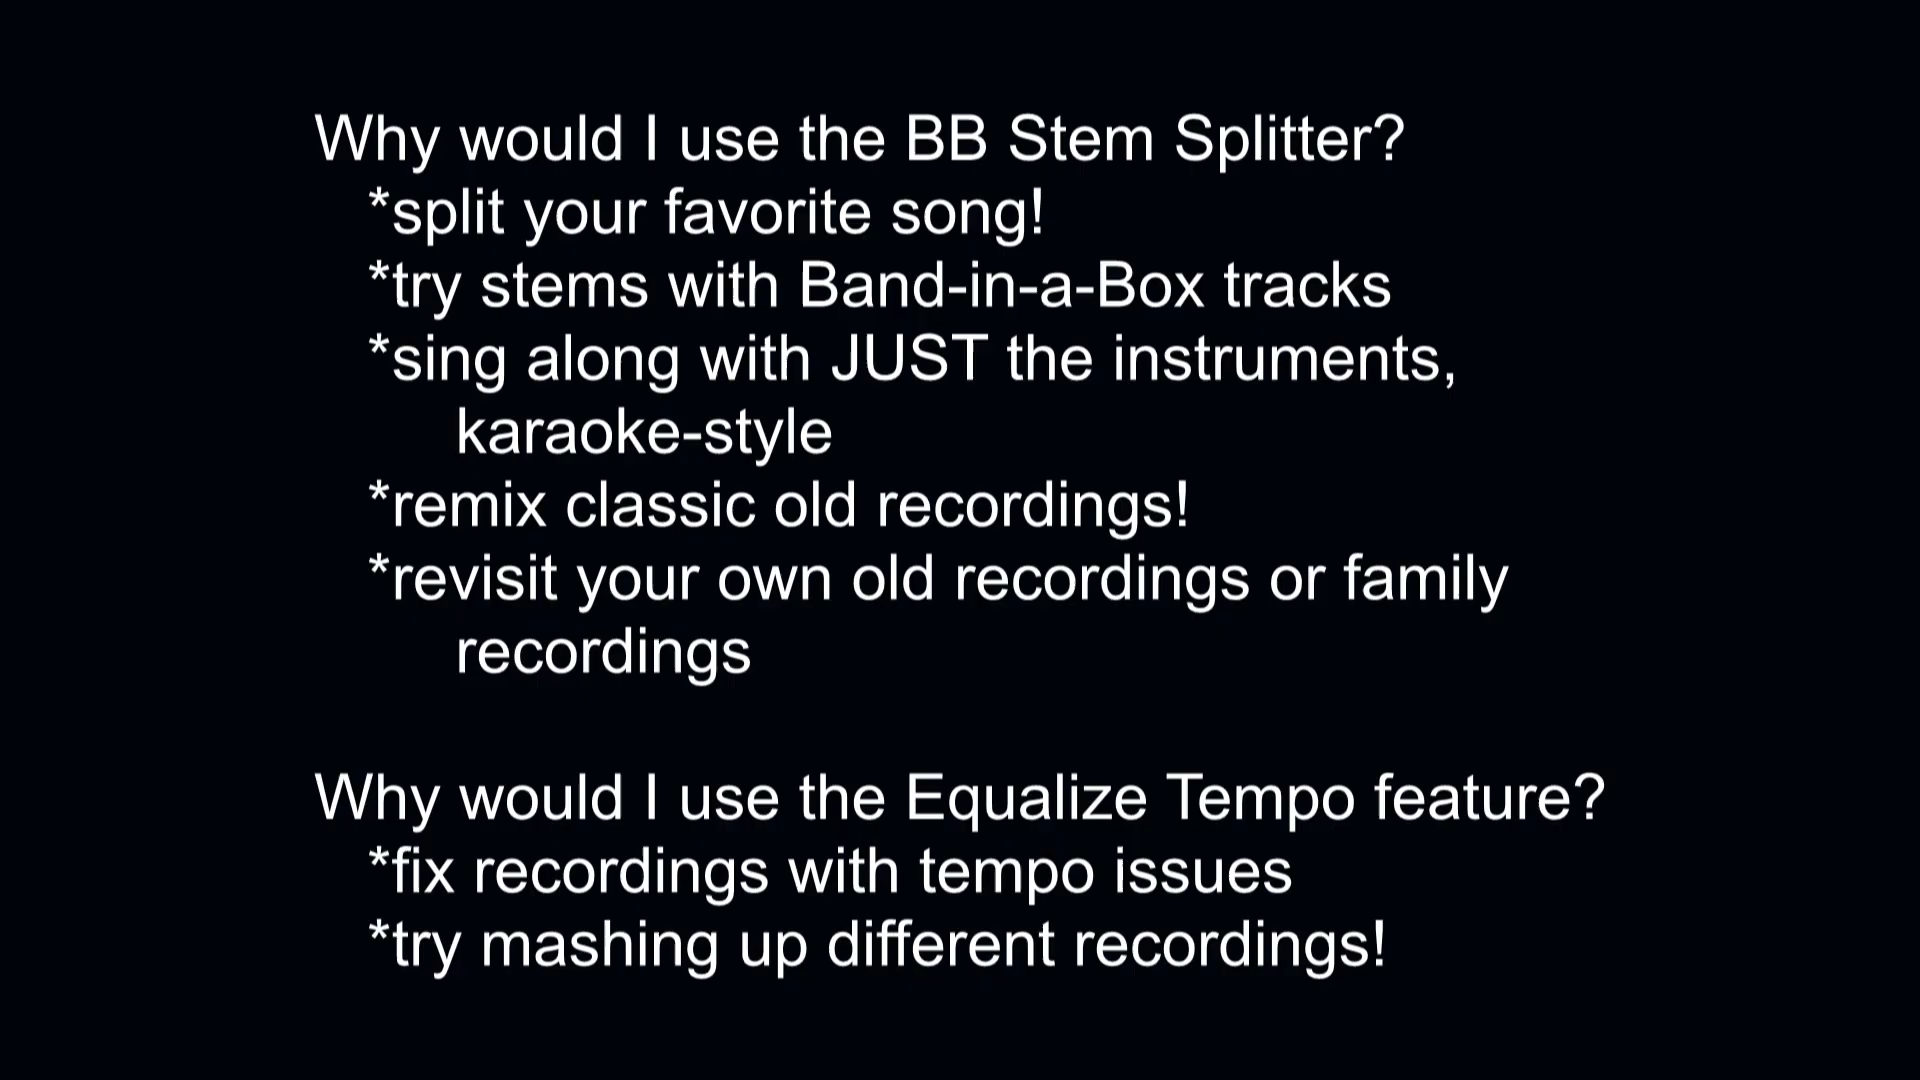 Why would I use the BB Stem Splitter?
*split your favorite song!
*try stems with Band-in-a-Box tracks
*sing along with JUST the instruments,
karaoke-style
*remix classic old recordings!
*revisit your own old recordings or family
recordings
Why would I use the Equalize Tempo feature?
*fix recordings with tempo issues
*try mashing up different recordings!